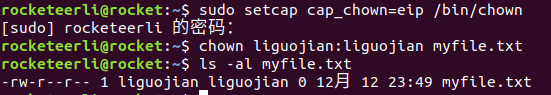 rocketeerli@rocket:~$ sudo setcap cap_chown=eip /bin/chown
[sudo] rocketeerli 的密码：
rocketeerli@rocket:~$ chown liguojian:liguojian myfile.txt
rocketeerli@rocket:~$ ls -al myfile.txt
-rw-r--r-- 1 liguojian liguojian 0 12月 12 23:49 myfile.txt